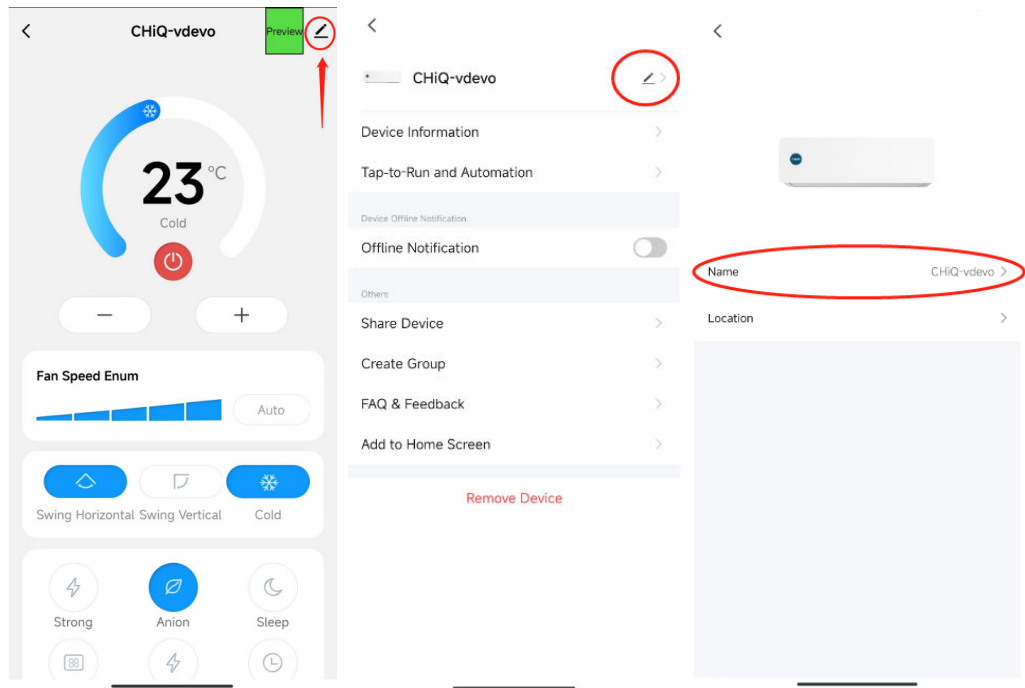 CHiQ-vdevo
Preview
23 °C
Cold
Fan Speed Enum
Auto
Swing Horizontal Swing Vertical Cold
Strong Anion Sleep
88
CHiQ-vdevo
Device Information
Tap-to-Run and Automation
Device Offline Notification
Offline Notification
Others
Share Device
Create Group
FAQ & Feedback
Add to Home Screen
Remove Device
Name CHiQ-vdevo
Location